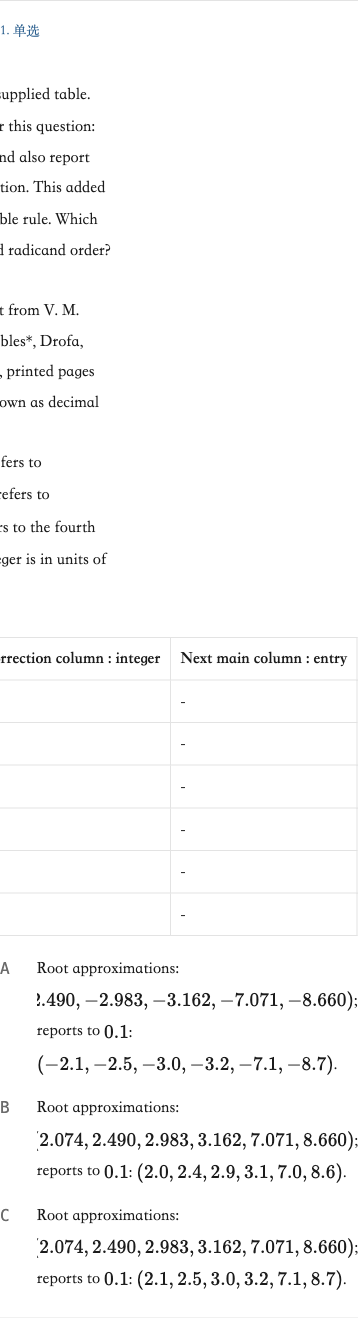 1. 单选
supplied table.
r this question:
nd also report
tion. This added
ble rule. Which
d radicand order?
t from V. M.
bles*, Drofa,
, printed pages
own as decimal
fers to
efers to
rs to the fourth
eger is in units of
rrection column : integer Next main column : entry
-
-
-
-
-
-
A Root approximations:
2.490, −2.983, −3.162, −7.071, −8.660);
reports to 0.1:
(−2.1, −2.5, −3.0, −3.2, −7.1, −8.7).
B Root approximations:
(2.074, 2.490, 2.983, 3.162, 7.071, 8.660);
reports to 0.1: (2.0, 2.4, 2.9, 3.1, 7.0, 8.6).
C Root approximations:
(2.074, 2.490, 2.983, 3.162, 7.071, 8.660);
reports to 0.1: (2.1, 2.5, 3.0, 3.2, 7.1, 8.7).